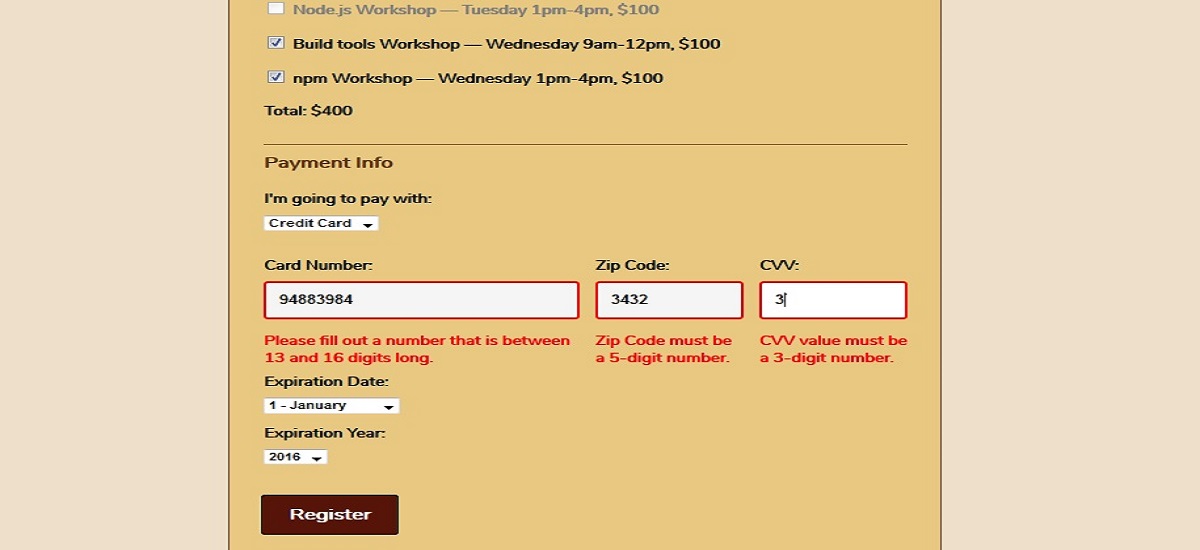 Node.js Workshop — Tuesday 1pm-4pm, $100
Build tools Workshop — Wednesday 9am-12pm, $100
npm Workshop — Wednesday 1pm-4pm, $100
Total: $400
Payment Info
I'm going to pay with:
Credit Card
Card Number: Zip Code: CVV:
94883984 3432 3
Please fill out a number that is between Zip Code must be CVV value must be
13 and 16 digits long. a 5-digit number. a 3-digit number.
Expiration Date:
1 - January
Expiration Year:
2016
Register